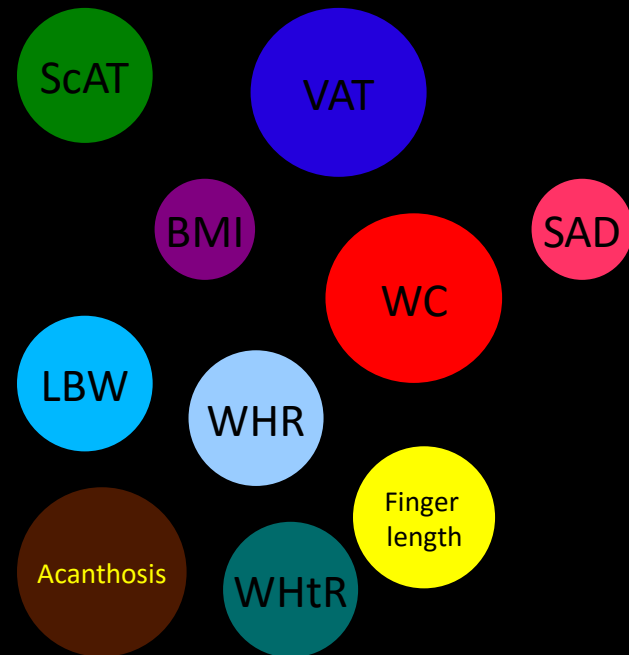 ScAT
VAT
BMI
SAD
WC
LBW
WHR
Finger
length
Acanthosis
WHtR